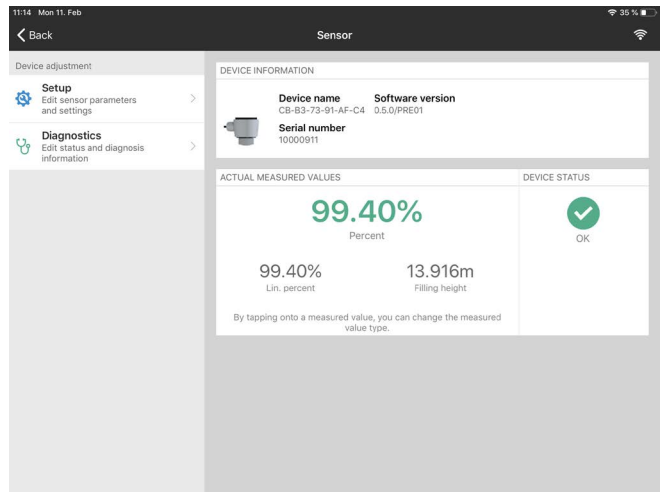 11:14 Mon 11. Feb
35 %
Back
Sensor
Device adjustment
Setup
Edit sensor parameters
and settings
Diagnostics
Edit status and diagnosis
information
DEVICE INFORMATION
Device name
CB-B3-73-91-AF-C4
Software version
0.5.0/PRE01
Serial number
10000911
ACTUAL MEASURED VALUES
99.40%
Percent
99.40%
Lin. percent
13.916m
Filling height
By tapping onto a measured value, you can change the measured
value type.
DEVICE STATUS
OK